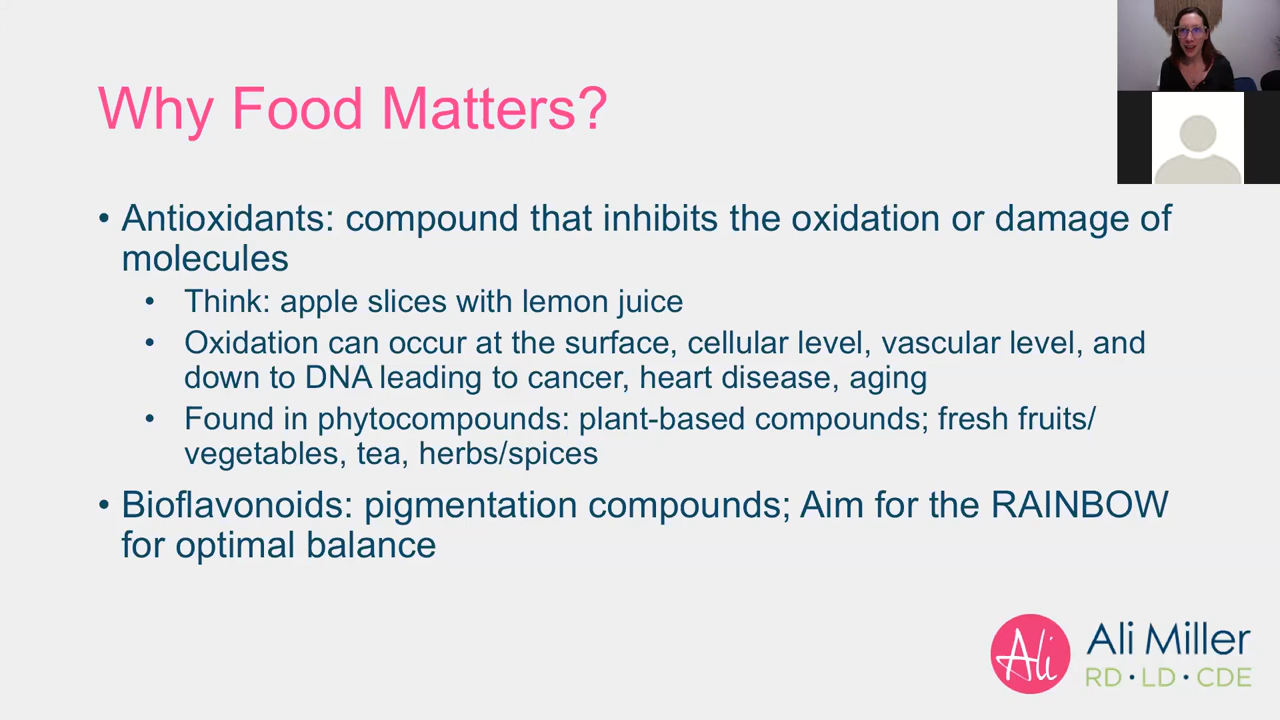 Why Food Matters?
• Antioxidants: compound that inhibits the oxidation or damage of
molecules
• Think: apple slices with lemon juice
• Oxidation can occur at the surface, cellular level, vascular level, and
down to DNA leading to cancer, heart disease, aging
• Found in phytocompounds: plant-based compounds; fresh fruits/
vegetables, tea, herbs/spices
• Bioflavonoids: pigmentation compounds; Aim for the RAINBOW
for optimal balance
Ali
Ali Miller
RD • LD • CDE